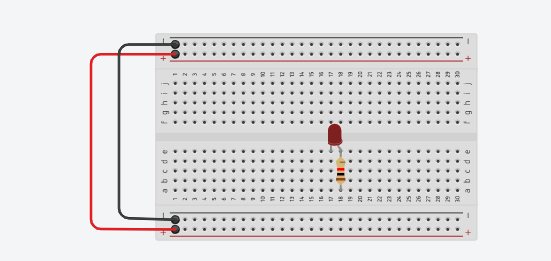 − −
+ +
1 2 3 4 5 6 7 8 9 10 11 12 13 14 15 16 17 18 19 20 21 22 23 24 25 26 27 28 29 30
j j
i i
h h
g g
f f
e e
d d
c c
b b
a a
1 2 3 4 5 6 7 8 9 10 11 12 13 14 15 16 17 18 19 20 21 22 23 24 25 26 27 28 29 30
− −
+ +